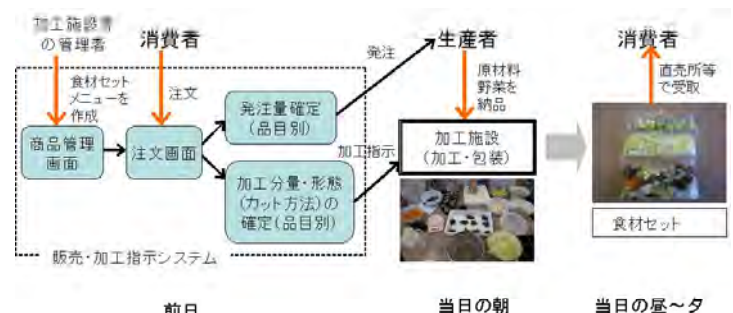 加工施設等
の管理者
消費者
生産者
消費者
発注
食材セット
メニューを
作成
注文
原材料
野菜を
納品
直売所等
で受取
発注量確定
(品目別)
商品管理
画面
注文画面
加工指示
加工施設
(加工・包装)
加工分量・形態
(カット方法)の
確定(品目別)
食材セット
販売・加工指示システム
前日
当日の朝
当日の昼～夕